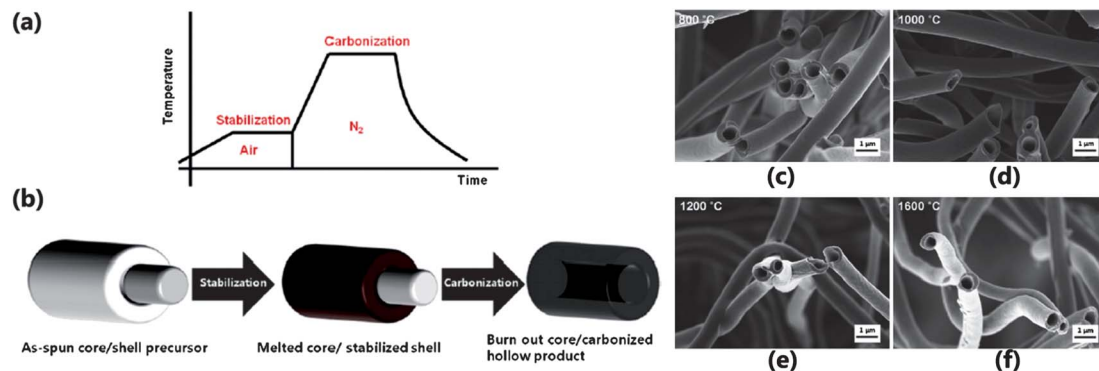 (a)
Temperature
Stabilization
Air
Carbonization
N₂
Time
(b)
Stabilization
Carbonization
As-spun core/shell precursor
Melted core/ stabilized shell
Burn out core/carbonized
hollow product
800 °C
1 µm
(c)
1000 °C
1 µm
(d)
1200 °C
1 µm
(e)
1600 °C
1 µm
(f)